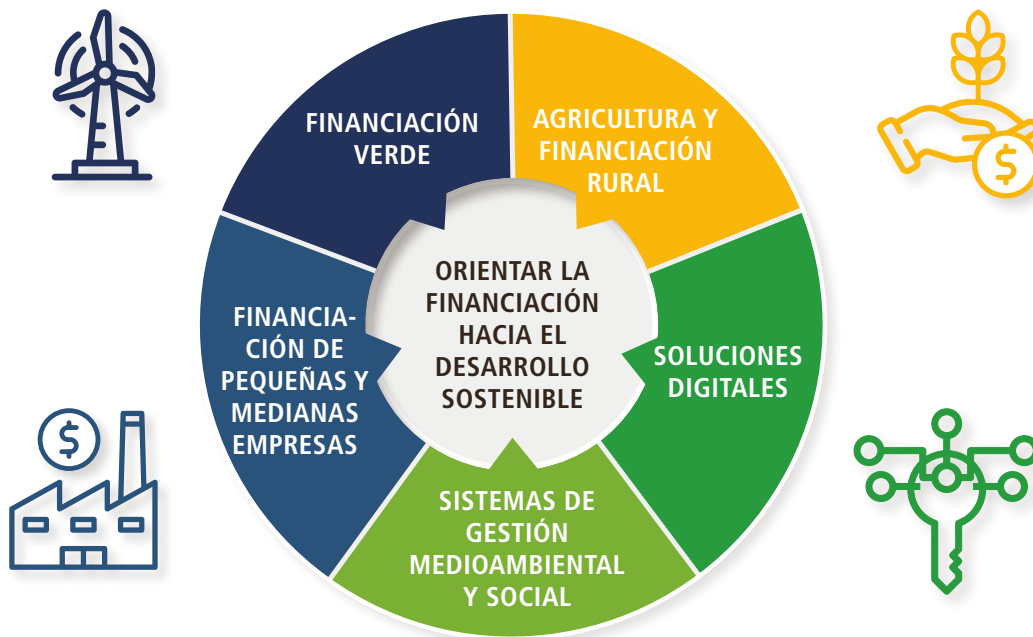 FINANCIACIÓN
VERDE
AGRICULTURA Y
FINANCIACIÓN
RURAL
$
ORIENTAR LA
FINANCIACIÓN
HACIA EL
DESARROLLO
SOSTENIBLE
FINANCIA-
CIÓN DE
PEQUEÑAS Y
MEDIANAS
EMPRESAS
SOLUCIONES
DIGITALES
$
SISTEMAS DE
GESTIÓN
MEDIOAMBIENTAL
Y SOCIAL